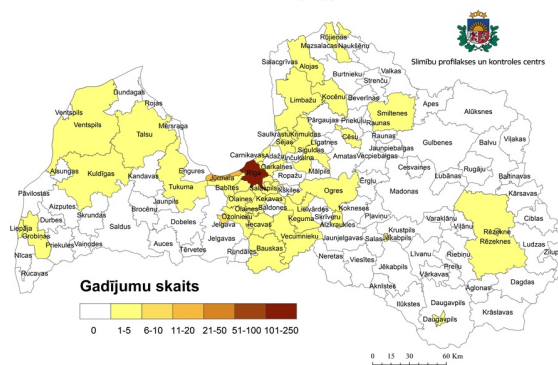 Slimību profilakses un kontroles centrs
Rūjienas
Mazsalacas
Naukšēnu
Salacgrīvas
Alojas
Burtnieku
Valkas
Strenču
Dundagas
Rojas
Ventspils
Ventspils
Mērsraga
Talsu
Limbažu
Kocēnu
Beverīnas
Smiltenes
Apes
Alūksnes
Pārgaujas
Priekuļu
Raunas
Raunas
Saulkrastu
Krimuldas
Cēsu
Sējas
Līgatnes
Jaunpiebalgas
Gulbenes
Balvu
Viļakas
Alsungas
Kuldīgas
Kandavas
Engures
Tukuma
Carnikavas
Ādažu
Inčukalna
Siguldas
Amatas
Vecpiebalgas
Garkalnes
Rīga
Ropažu
Mālpils
Cesvaines
Rugāju
Baltinavas
Lubānas
Jūrmala
Babītes
Salaspils
Ikšķiles
Ogres
Ērgļu
Madonas
Kārsavas
Pāvilostas
Aizputes
Skrundas
Brocēnu
Jaunpils
Olaines
Ķekavas
Olaines
Baldones
Lielvārdes
Kokneses
Ozolnieku
Ķeguma
Skrīveru
Pļaviņu
Varakļānu
Viļānu
Rēzekne
Rēzeknes
Ciblas
Liepāja
Grobiņas
Durbes
Saldus
Dobeles
Jelgava
Iecavas
Aizkraukles
Krustpils
Ludzas
Zilup
Priekules
Vaiņodes
Auces
Jelgavas
Tērvetes
Vecumnieku
Jaunjelgavas
Salas
Jēkabpils
Nīcas
Rucavas
Rundāles
Bauskas
Neretas
Viesītes
Līvānu
Riebiņu
Preiļu
Jēkabpils
Vārkavas
Aglonas
Dagdas
Aknīstes
Ilūkstes
Daugavpils
Daugavpils
Krāslavas
Gadījumu skaits
0 1-5 6-10 11-20 21-50 51-100 101-250
0 15 30 60 Km